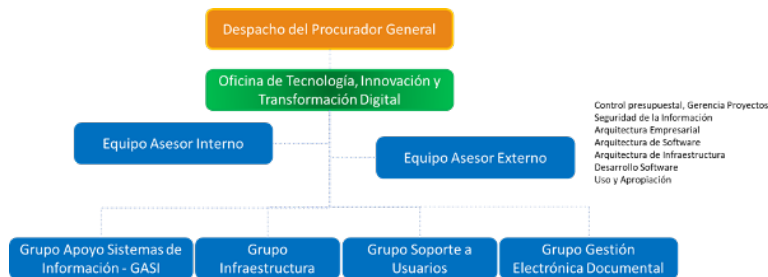 Despacho del Procurador General
Oficina de Tecnología, Innovación y
Transformación Digital
Equipo Asesor Interno
Equipo Asesor Externo
Control presupuestal, Gerencia Proyectos
Seguridad de la Información
Arquitectura Empresarial
Arquitectura de Software
Arquitectura de Infraestructura
Desarrollo Software
Uso y Apropiación
Grupo Apoyo Sistemas de
Información - GASI
Grupo
Infraestructura
Grupo Soporte a
Usuarios
Grupo Gestión
Electrónica Documental